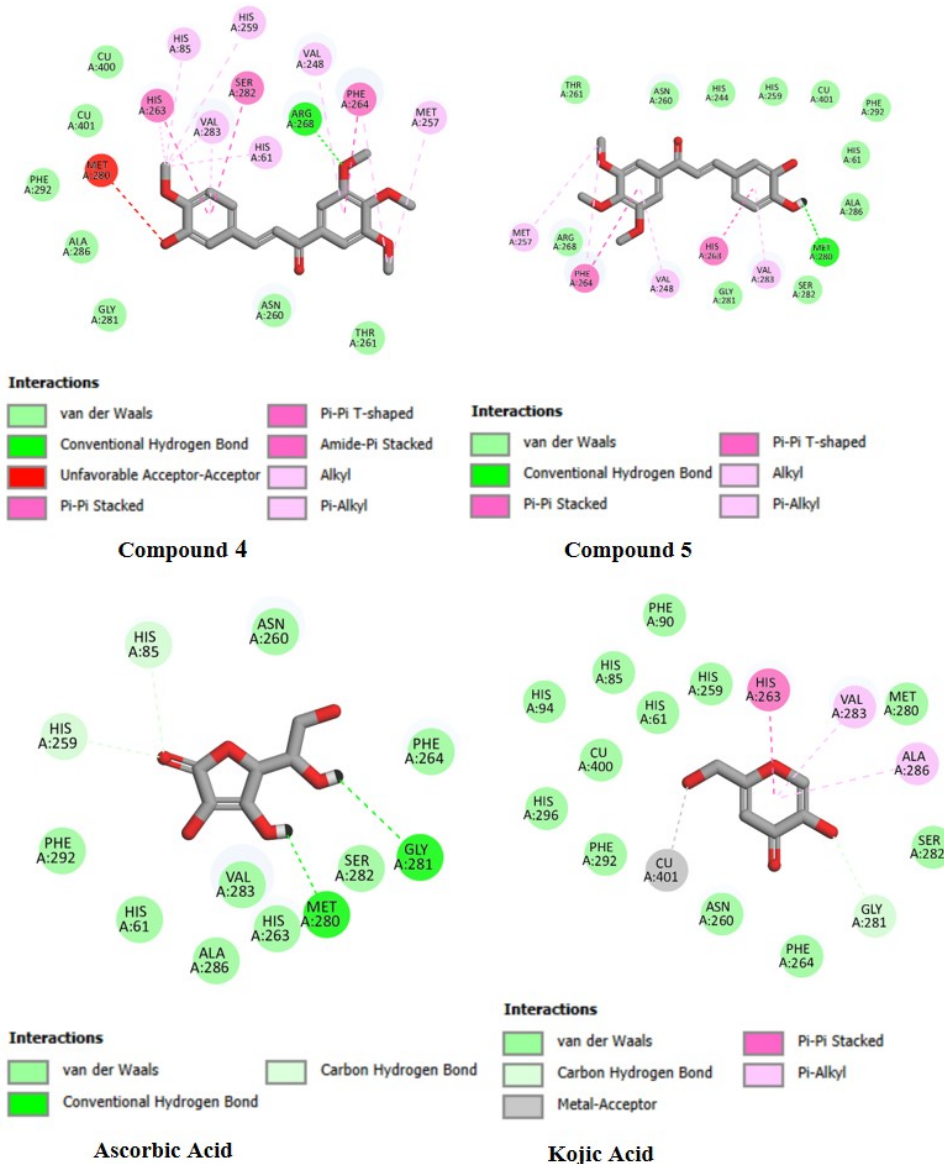 HIS
A:259
HIS
A:85
CU
A:400
VAL
A:248
SER
A:282
HIS
A:263
PHE
A:264
ARG
A:268
MET
A:257
CU
A:401
VAL
A:283
HIS
A:61
MET
A:280
PHE
A:292
ALA
A:286
GLY
A:281
ASN
A:260
THR
A:261
Interactions
van der Waals
Conventional Hydrogen Bond
Unfavorable Acceptor-Acceptor
Pi-Pi Stacked
Pi-Pi T-shaped
Amide-Pi Stacked
Alkyl
Pi-Alkyl
Compound 4
THR
A:261
ASN
A:260
HIS
A:244
HIS
A:259
CU
A:401
PHE
A:292
HIS
A:61
ALA
A:286
MET
A:257
ARG
A:268
PHE
A:264
VAL
A:248
HIS
A:263
GLY
A:281
VAL
A:283
MET
A:280
SER
A:282
Interactions
van der Waals
Conventional Hydrogen Bond
Pi-Pi Stacked
Pi-Pi T-shaped
Alkyl
Pi-Alkyl
Compound 5
HIS
A:85
ASN
A:260
HIS
A:259
PHE
A:264
PHE
A:292
VAL
A:283
SER
A:282
GLY
A:281
HIS
A:61
HIS
A:263
MET
A:280
ALA
A:286
Interactions
van der Waals
Conventional Hydrogen Bond
Carbon Hydrogen Bond
Ascorbic Acid
PHE
A:90
HIS
A:85
HIS
A:259
HIS
A:263
HIS
A:94
HIS
A:61
VAL
A:283
MET
A:280
CU
A:400
ALA
A:286
HIS
A:296
PHE
A:292
CU
A:401
SER
A:282
ASN
A:260
GLY
A:281
PHE
A:264
Interactions
van der Waals
Carbon Hydrogen Bond
Metal-Acceptor
Pi-Pi Stacked
Pi-Alkyl
Kojic Acid